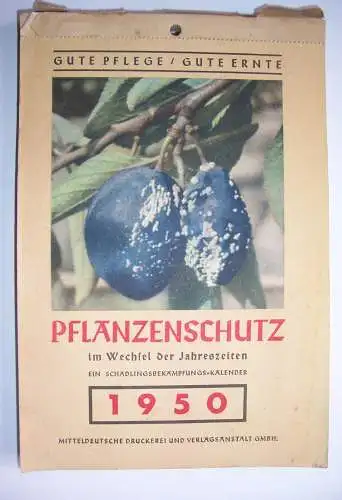 GUTE PFLEGE / GUTE ERNTE
PFLANZENSCHUTZ
im Wechſel der Jahreszeiten
EIN SCHÄDLINGSBEKÄMPFUNGS-KALENDER
1950
MITTELDEUTSCHE DRUCKEREI UND VERLAGSANSTALT GMBH.